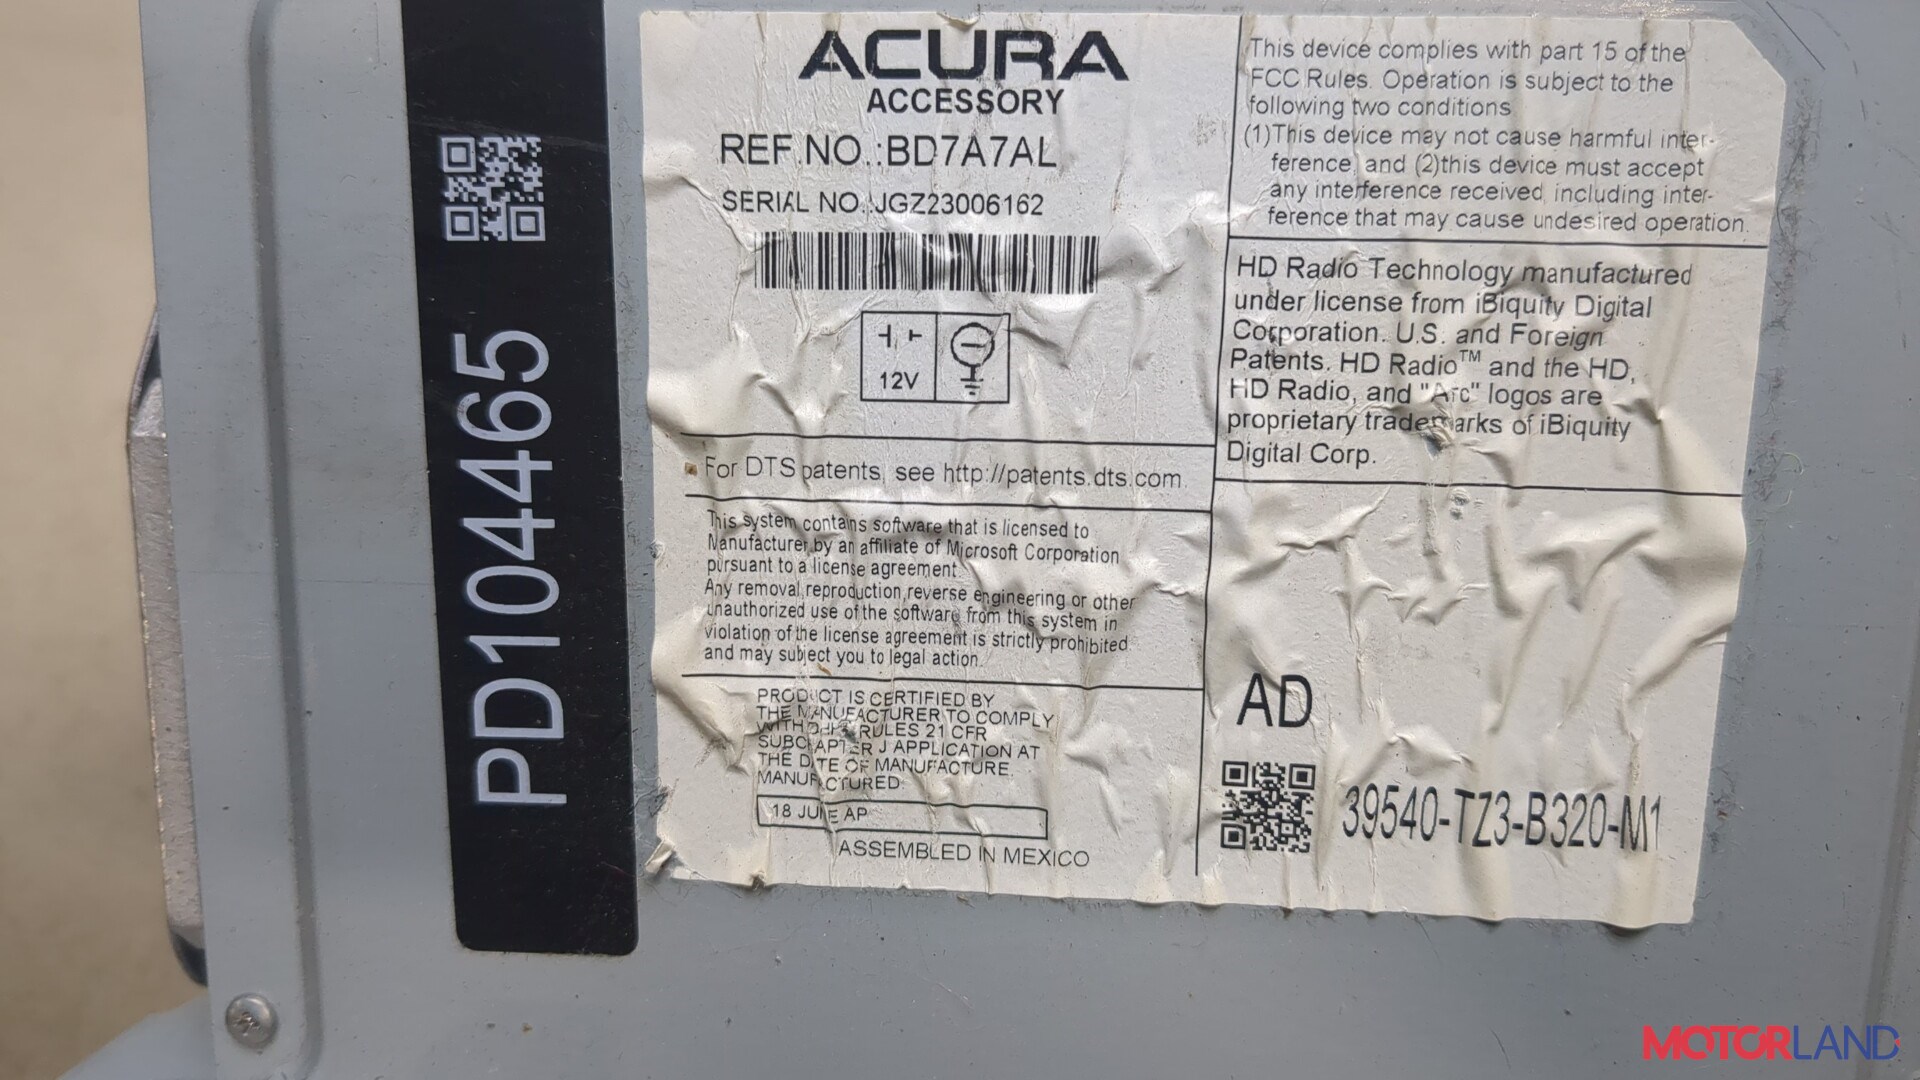 PD104465
ACURA
ACCESSORY
REF.NO.:BD7A7AL
SERIAL NO.:JGZ23006162
12V
For DTS patents, see http://patents.dts.com.
This system contains software that is licensed to
Manufacturer by an affiliate of Microsoft Corporation
pursuant to a license agreement
Any removal,reproduction,reverse engineering or other
unauthorized use of the software from this system in
violation of the license agreement is strictly prohibited
and may subject you to legal action.
PRODUCT IS CERTIFIED BY
THE MANUFACTURER TO COMPLY
WITH DHHS RULES 21 CFR
SUBCHAPTER J APPLICATION AT
THE DATE OF MANUFACTURE.
MANUFACTURED:
18 JUNE AP
ASSEMBLED IN MEXICO
This device complies with part 15 of the
FCC Rules. Operation is subject to the
following two conditions
(1)This device may not cause harmful inter-
ference, and (2)this device must accept
any interference received, including inter-
ference that may cause undesired operation.
HD Radio Technology manufactured
under license from iBiquity Digital
Corporation. U.S. and Foreign
Patents. HD Radio™ and the HD,
HD Radio, and "Arc" logos are
proprietary trademarks of iBiquity
Digital Corp.
AD
39540-TZ3-B320-M1
MOTORLAND